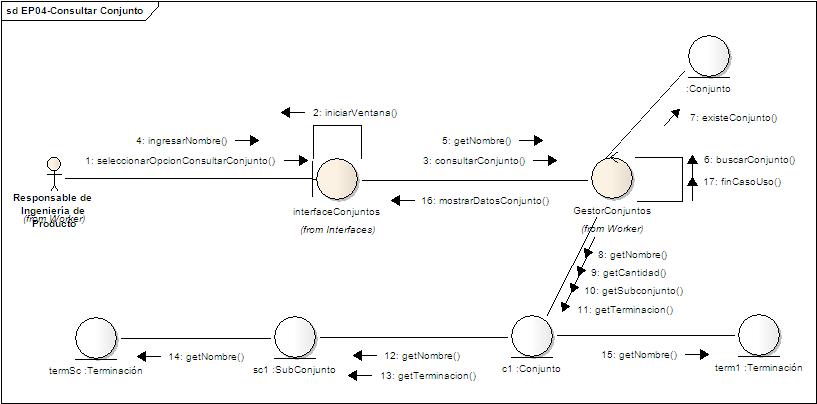 sd EP04-Consultar Conjunto
:Conjunto
2: iniciarVentana()
7: existeConjunto()
4: ingresarNombre()
5: getNombre()
1: seleccionarOpcionConsultarConjunto()
3: consultarConjunto()
6: buscarConjunto()
17: finCasoUso()
Responsable de
Ingeniería de
Producto
(from Worker)
16: mostrarDatosConjunto()
interfaceConjuntos
(from Interfaces)
GestorConjuntos
(from Worker)
8: getNombre()
9: getCantidad()
10: getSubconjunto()
11: getTerminacion()
14: getNombre()
12: getNombre()
15: getNombre()
13: getTerminacion()
termSc :Terminación
sc1 :SubConjunto
c1 :Conjunto
term1 :Terminación